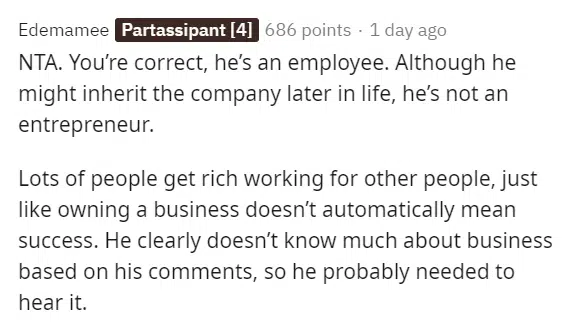 Edemamee Partassipant [4] 686 points · 1 day ago
NTA. You’re correct, he’s an employee. Although he
might inherit the company later in life, he’s not an
entrepreneur.
Lots of people get rich working for other people, just
like owning a business doesn’t automatically mean
success. He clearly doesn’t know much about business
based on his comments, so he probably needed to
hear it.